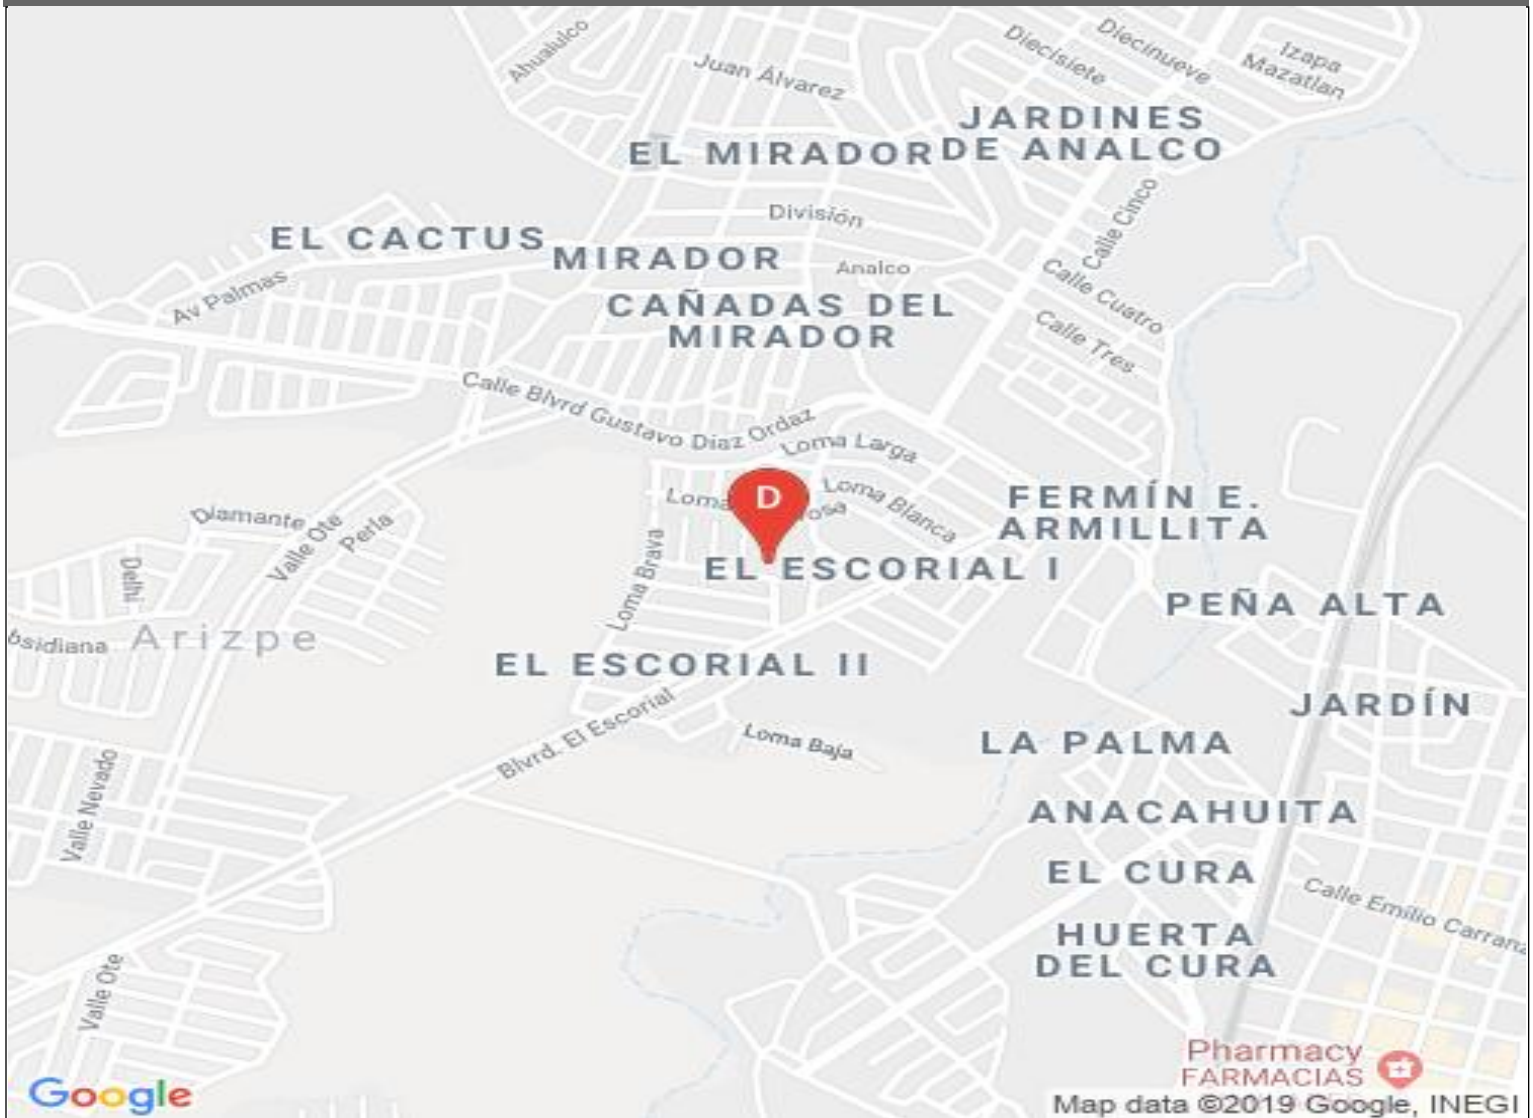 Ahualulco
Juan Álvarez
Diecisiete
Diecinueve
Izapa
Mazatlan
JARDINES
DE ANALCO
EL MIRADOR
Calle Cinco
División
EL CACTUS
MIRADOR
Analco
Av Palmas
Calle Cuatro
CAÑADAS DEL
MIRADOR
Calle Tres
Calle Blvrd Gustavo Díaz Ordaz
Loma Larga
D
Loma
osa
Loma Blanca
FERMÍN E.
ARMILLITA
Diamante
Valle Ote
Perla
Loma Brava
EL ESCORIAL I
Delhi
PEÑA ALTA
bsidiana
Arizpe
EL ESCORIAL II
Blvrd. El Escorial
JARDÍN
Loma Baja
LA PALMA
Valle Nevado
ANACAHUITA
EL CURA
Calle Emilio Carranz
HUERTA
DEL CURA
Valle Ote
Pharmacy
FARMACIAS
Google
Map data ©2019 Google, INEGI